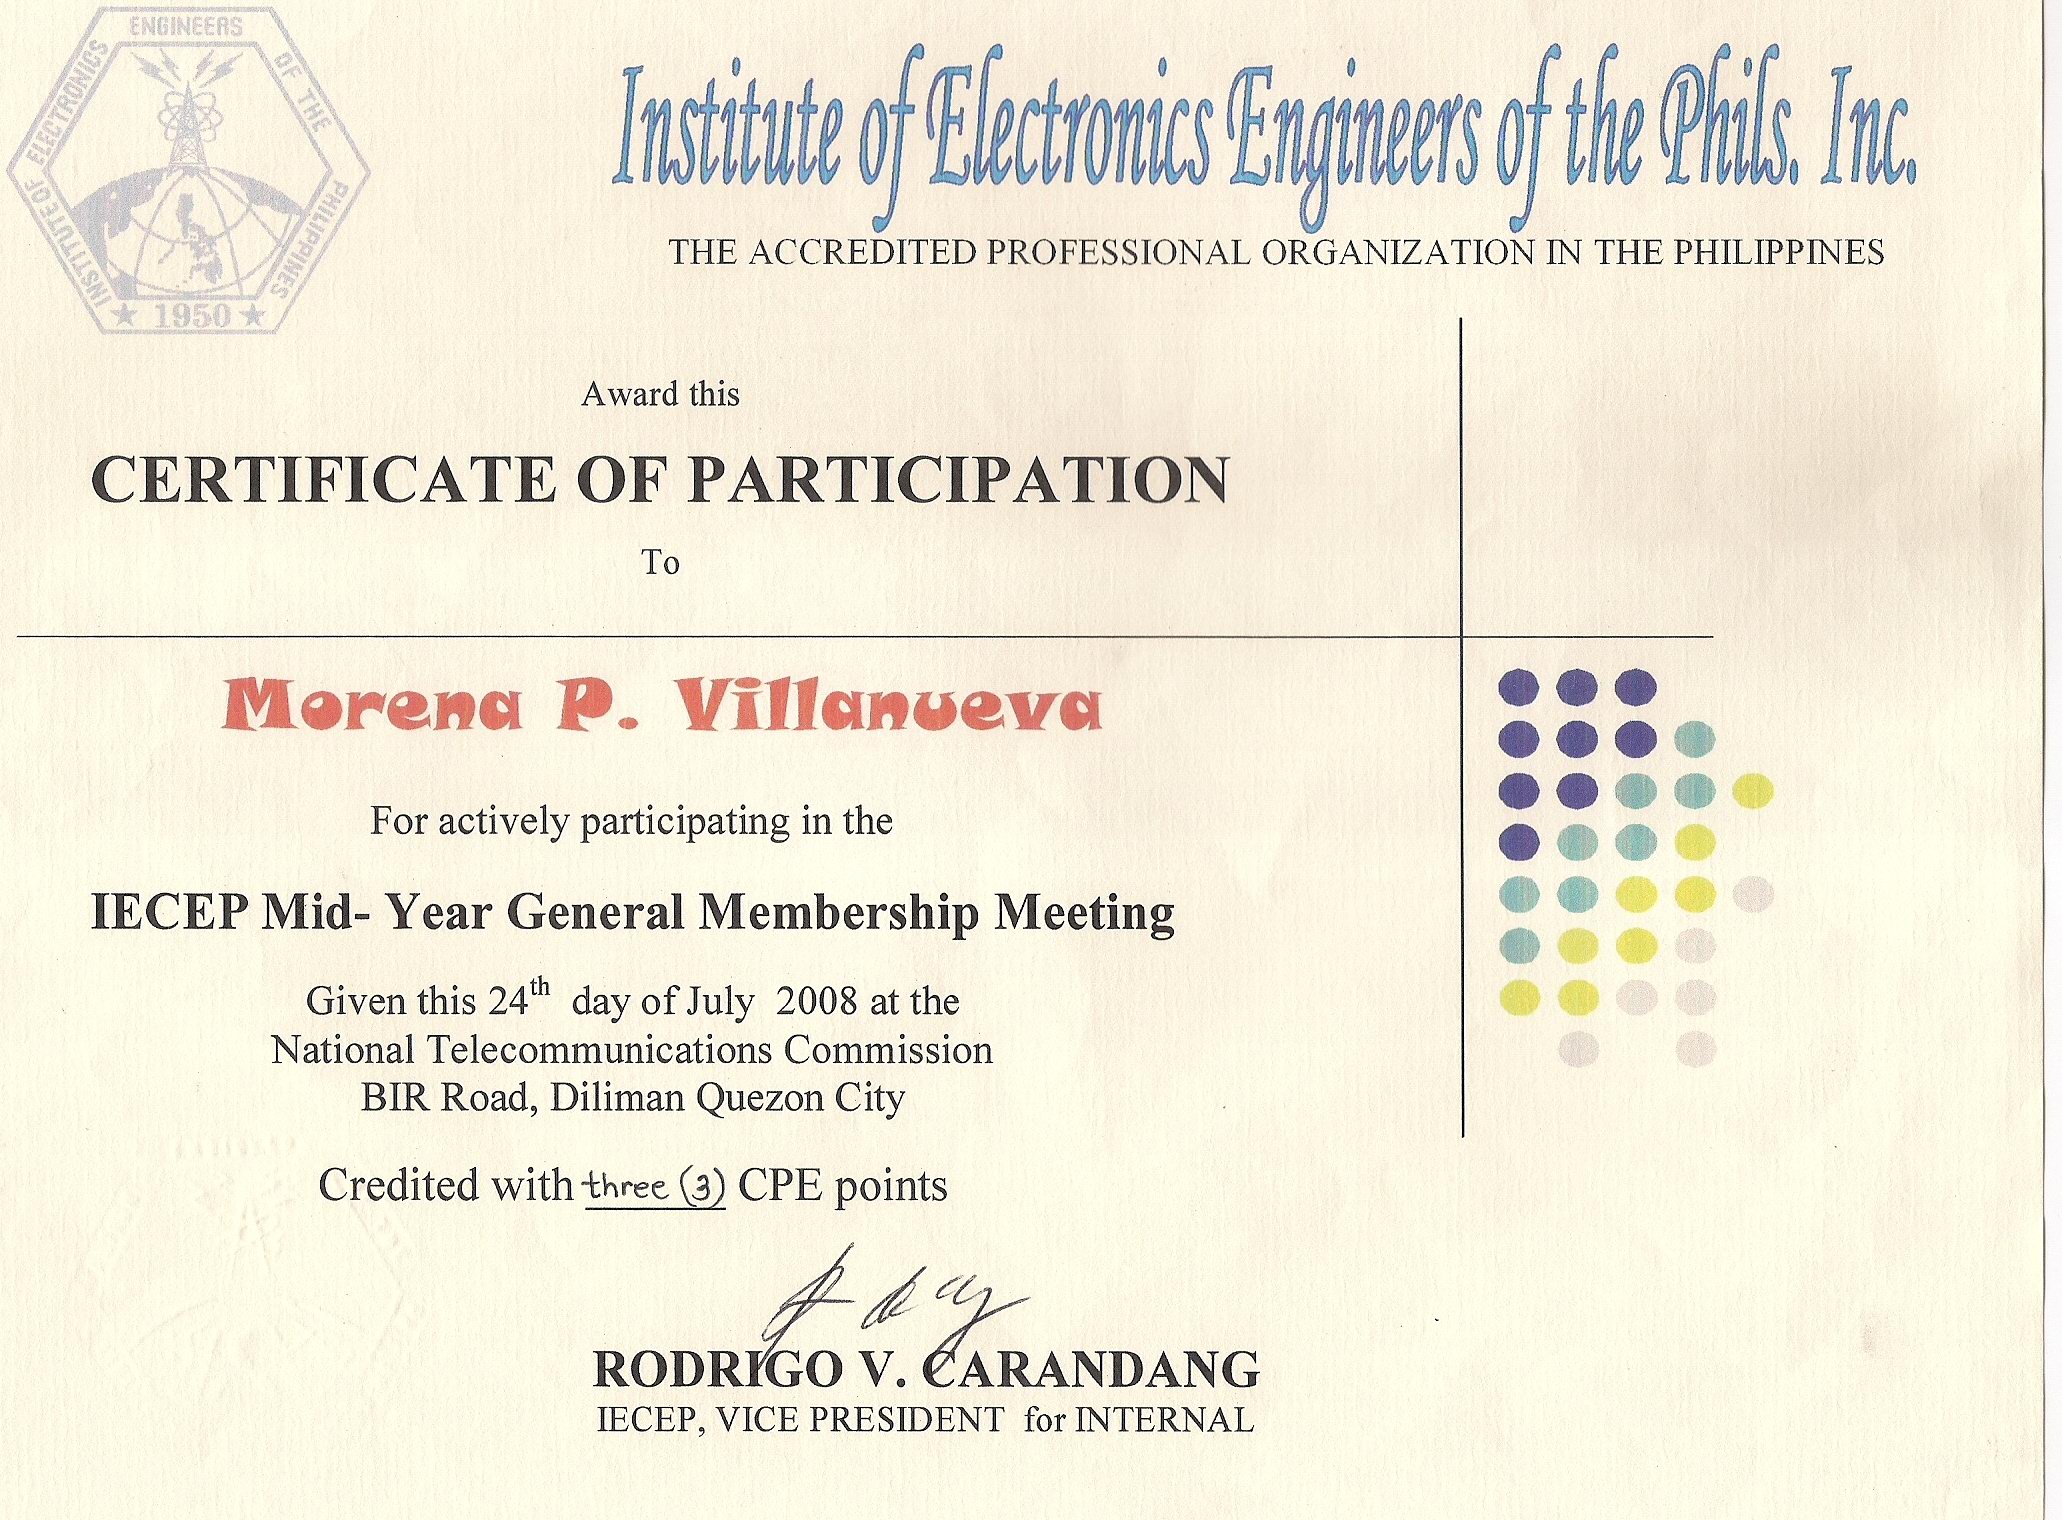 INSTITUTE OF ELECTRONICS ENGINEERS OF THE PHILIPPINES
★ 1950 ★
Institute of Electronics Engineers of the Phils. Inc.
THE ACCREDITED PROFESSIONAL ORGANIZATION IN THE PHILIPPINES
Award this
CERTIFICATE OF PARTICIPATION
To
Morena P. Villanueva
For actively participating in the
IECEP Mid- Year General Membership Meeting
Given this 24th day of July 2008 at the
National Telecommunications Commission
BIR Road, Diliman Quezon City
Credited with three (3) CPE points
RODRIGO V. CARANDANG
IECEP, VICE PRESIDENT for INTERNAL